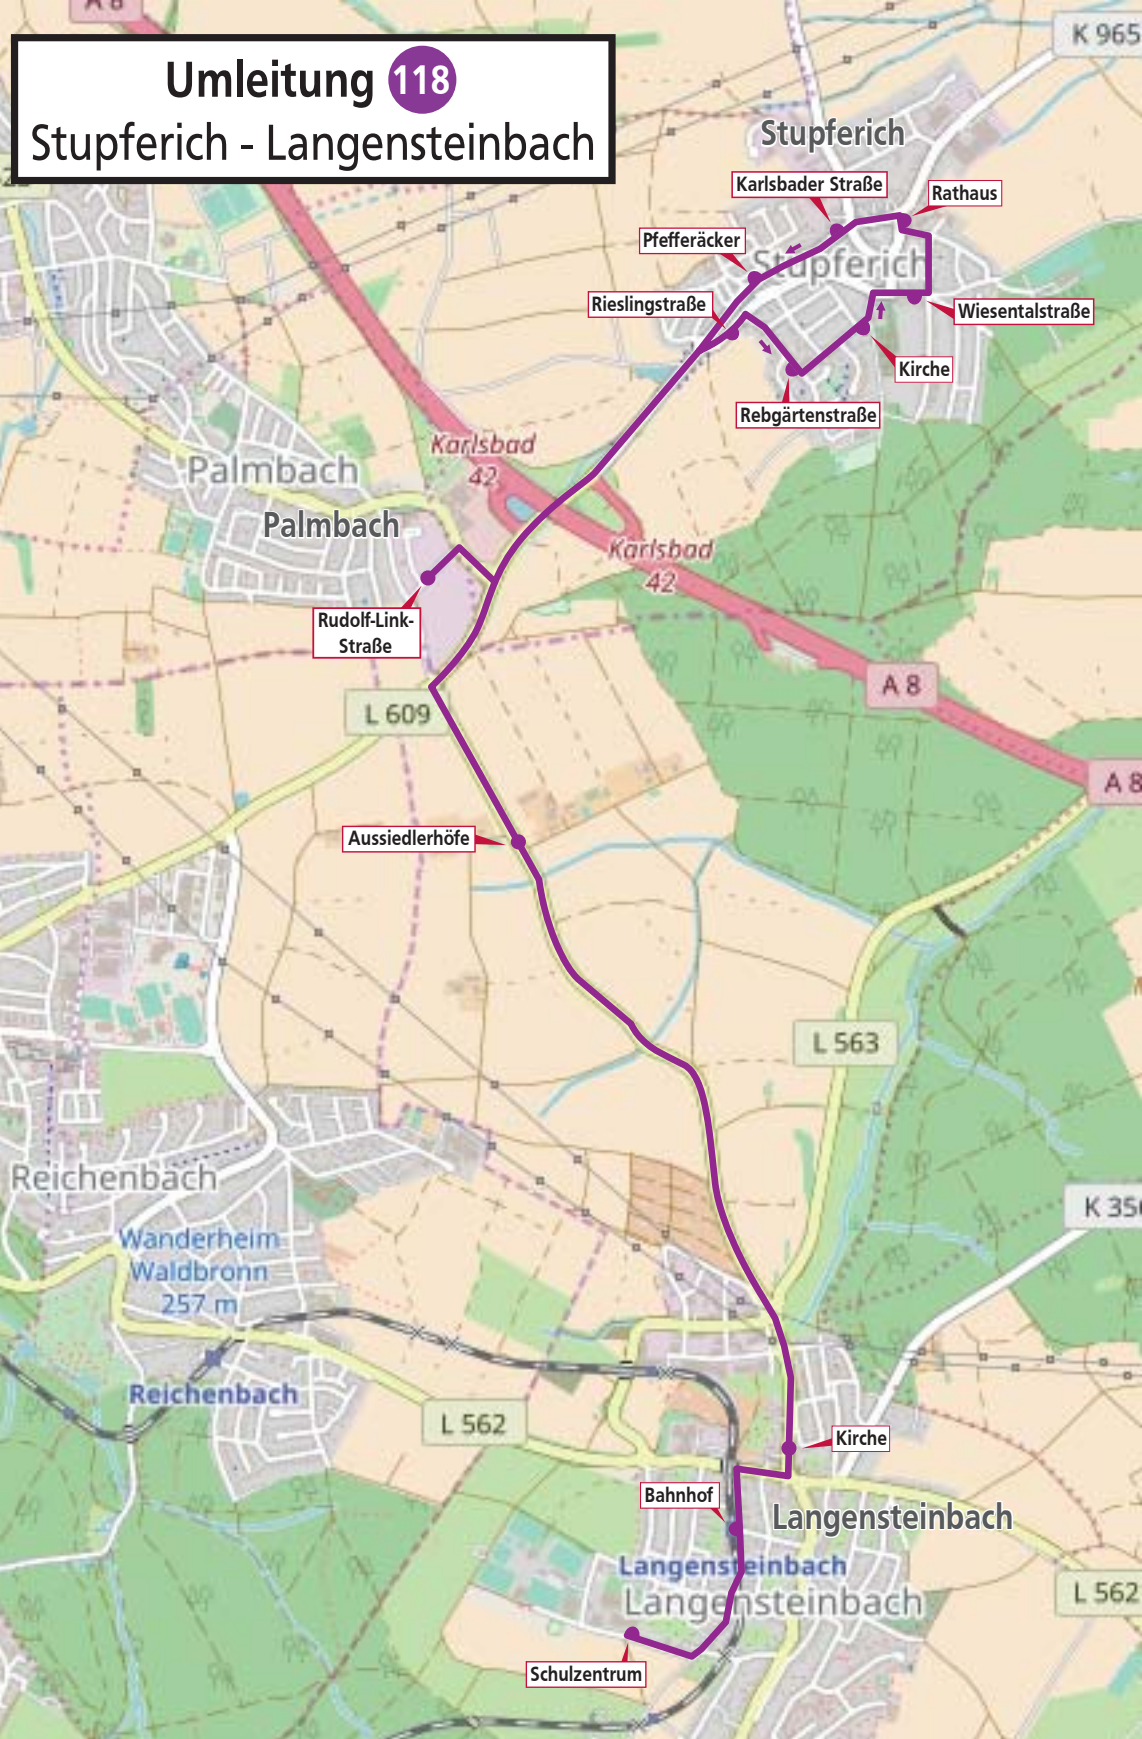 A 8
Umleitung 118
Stupferich - Langensteinbach
K 965
Stupferich
Karlsbader Straße
Rathaus
Pfefferäcker
Stupferich
Rieslingstraße
Wiesentalstraße
Kirche
Rebgärtenstraße
Karlsbad
42
Palmbach
Palmbach
Karlsbad
42
Rudolf-Link-
Straße
A 8
L 609
A 8
Aussiedlerhöfe
L 563
Reichenbach
K 356
Wanderheim
Waldbronn
257 m
Reichenbach
L 562
Kirche
Bahnhof
Langensteinbach
Langensteinbach
L 562
Langensteinbach
Schulzentrum